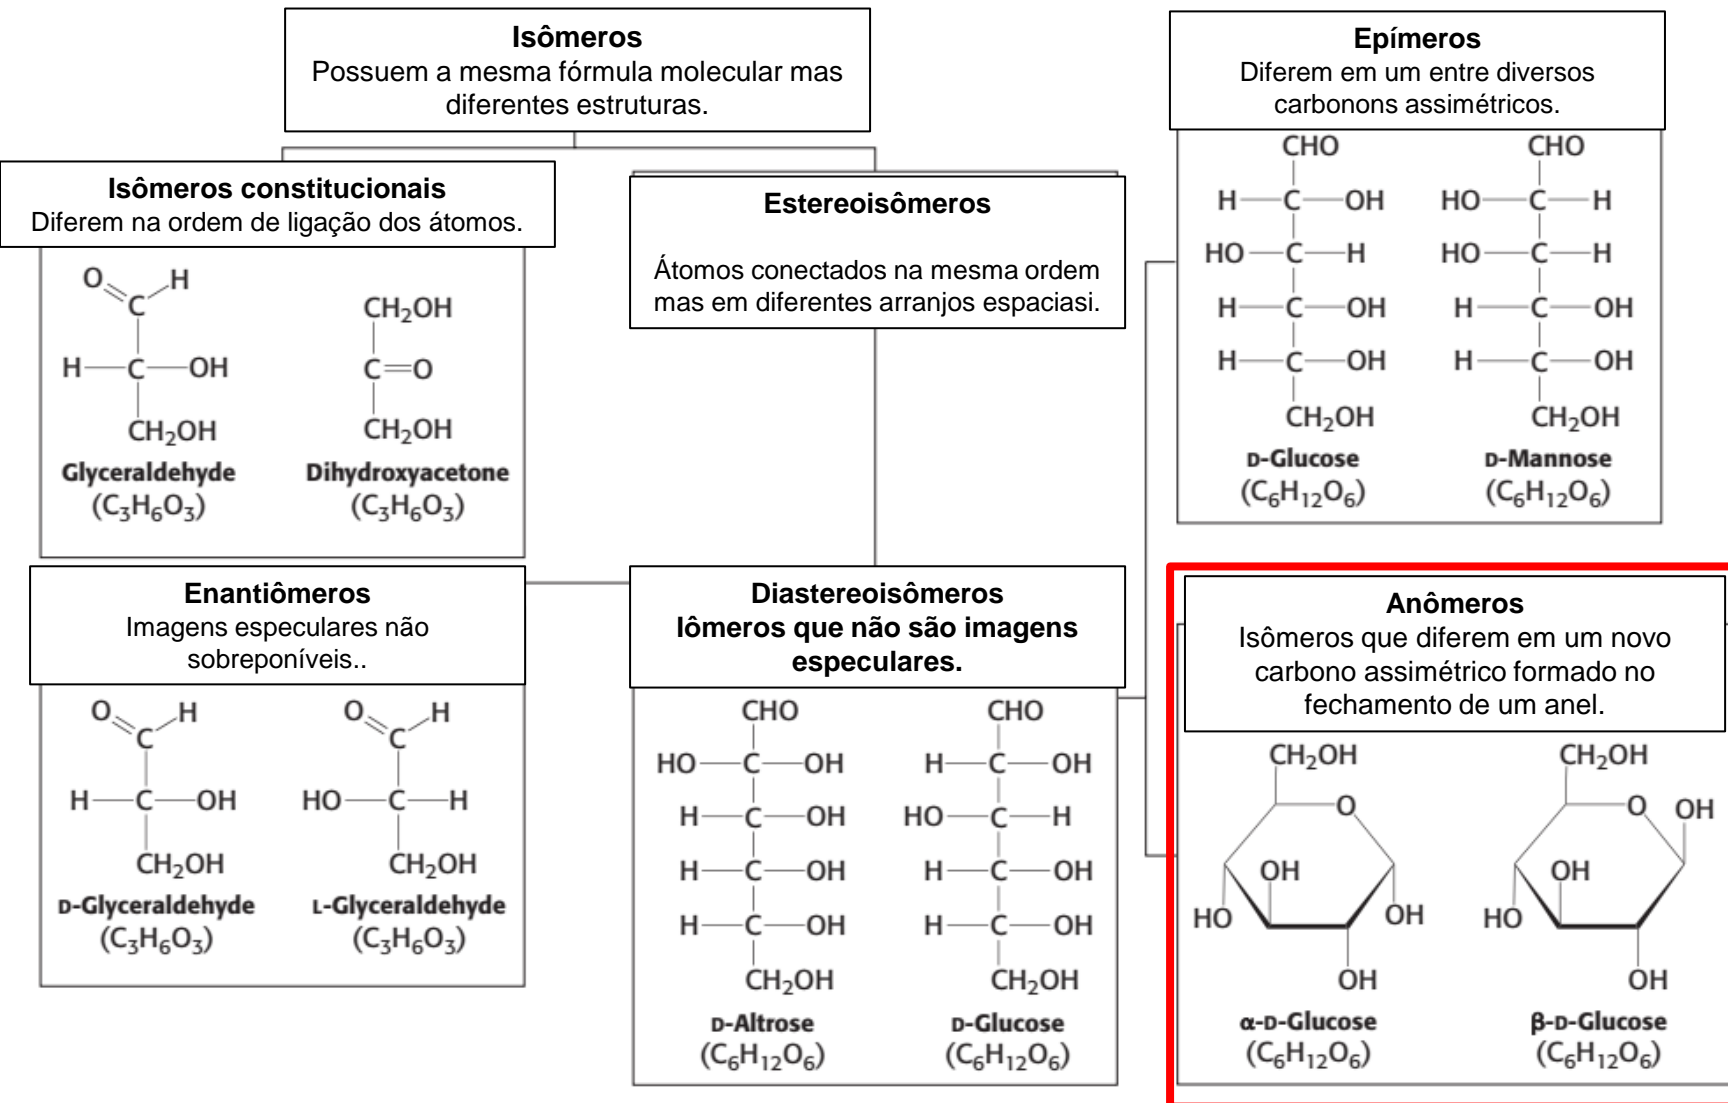 Isômeros
Possuem a mesma fórmula molecular mas
diferentes estruturas.
Epímeros
Diferem em um entre diversos
carbonons assimétricos.
CHO CHO
H—C—OH HO—C—H
HO—C—H HO—C—H
H—C—OH H—C—OH
H—C—OH H—C—OH
CH₂OH CH₂OH
D-Glucose D-Mannose
(C₆H₁₂O₆) (C₆H₁₂O₆)
Isômeros constitucionais
Diferem na ordem de ligação dos átomos.
O H
C CH₂OH
H—C—OH C=O
CH₂OH CH₂OH
Glyceraldehyde Dihydroxyacetone
(C₃H₆O₃) (C₃H₆O₃)
Estereoisômeros
Átomos conectados na mesma ordem
mas em diferentes arranjos espaciasi.
Enantiômeros
Imagens especulares não
sobreponíveis..
O H O H
C C
H—C—OH HO—C—H
CH₂OH CH₂OH
D-Glyceraldehyde L-Glyceraldehyde
(C₃H₆O₃) (C₃H₆O₃)
Diastereoisômeros
Iômeros que não são imagens
especulares.
CHO CHO
HO—C—OH H—C—OH
H—C—OH HO—C—H
H—C—OH H—C—OH
H—C—OH H—C—OH
CH₂OH CH₂OH
D-Altrose D-Glucose
(C₆H₁₂O₆) (C₆H₁₂O₆)
Anômeros
Isômeros que diferem em um novo
carbono assimétrico formado no
fechamento de um anel.
CH₂OH CH₂OH
O O OH
OH OH
HO OH HO
OH OH
α-D-Glucose β-D-Glucose
(C₆H₁₂O₆) (C₆H₁₂O₆)